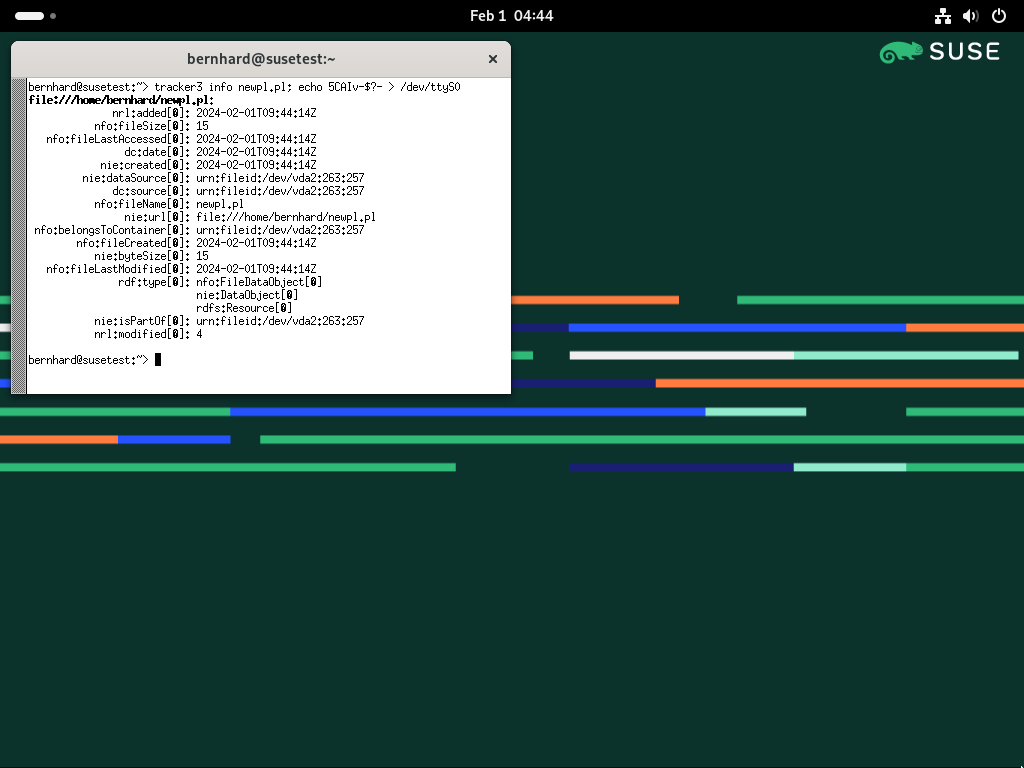 Feb 1 04:44
SUSE
bernhard@susetest:~
bernhard@susetest:~> tracker3 info newpl.pl; echo 5CAIv-$?- > /dev/ttyS0
file:///home/bernhard/newpl.pl:
nrl:added[0]: 2024-02-01T09:44:14Z
nfo:fileSize[0]: 15
nfo:fileLastAccessed[0]: 2024-02-01T09:44:14Z
dc:date[0]: 2024-02-01T09:44:14Z
nie:created[0]: 2024-02-01T09:44:14Z
nie:dataSource[0]: urn:fileid:/dev/vda2:263:257
dc:source[0]: urn:fileid:/dev/vda2:263:257
nfo:fileName[0]: newpl.pl
nie:url[0]: file:///home/bernhard/newpl.pl
nfo:belongsToContainer[0]: urn:fileid:/dev/vda2:263:257
nfo:fileCreated[0]: 2024-02-01T09:44:14Z
nie:byteSize[0]: 15
nfo:fileLastModified[0]: 2024-02-01T09:44:14Z
rdf:type[0]: nfo:FileDataObject[0]
nie:DataObject[0]
rdfs:Resource[0]
nie:isPartOf[0]: urn:fileid:/dev/vda2:263:257
nrl:modified[0]: 4
bernhard@susetest:~>